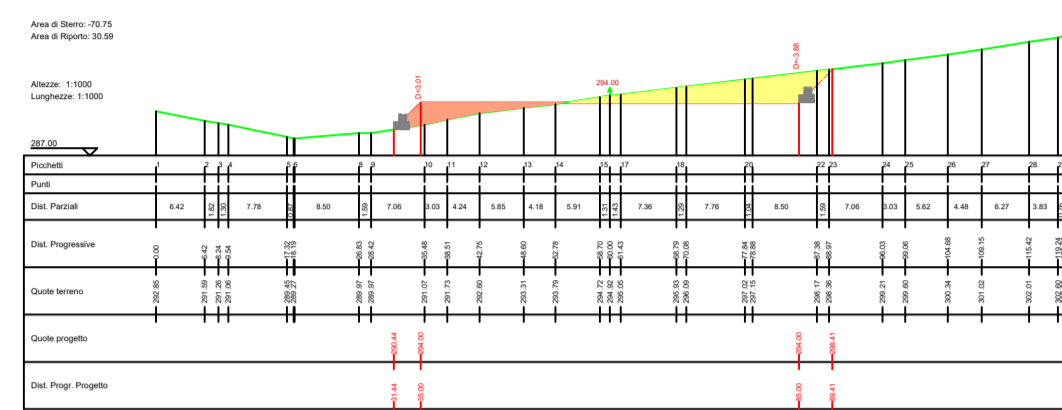 Area di Sterro: -70.75
Area di Riporto: 30.59
Altezze: 1:1000
Lunghezze: 1:1000
287.00
D=3.01
294.00
D=-3.88
Picchetti 1 2 3 4 5 6 8 9 10 11 12 13 14 15 17 18 20 22 23 24 25 26 27 28
Punti
Dist. Parziali 6.42 1.82 1.30 7.78 0.87 8.50 1.59 7.06 3.03 4.24 5.85 4.18 5.91 1.31 1.43 7.36 1.29 7.76 1.04 8.50 1.59 7.06 3.03 5.62 4.48 6.27 3.83
Dist. Progressive 0.00 6.42 8.24 9.54 17.32 18.19 26.83 28.42 35.48 38.51 42.75 48.60 52.78 58.70 60.00 61.43 68.79 70.08 77.84 78.88 87.38 88.97 96.03 99.06 104.68 109.15 115.42 119.24
Quote terreno 292.85 291.59 291.26 291.06 289.45 289.27 289.97 289.97 291.07 291.73 292.60 293.31 293.79 294.72 294.92 295.05 295.93 296.09 297.02 297.15 298.17 298.36 299.21 299.60 300.34 301.02 302.01 302.60
Quote progetto 290.44 294.00 294.00 298.41
Dist. Progr. Progetto 31.44 35.00 85.00 89.41